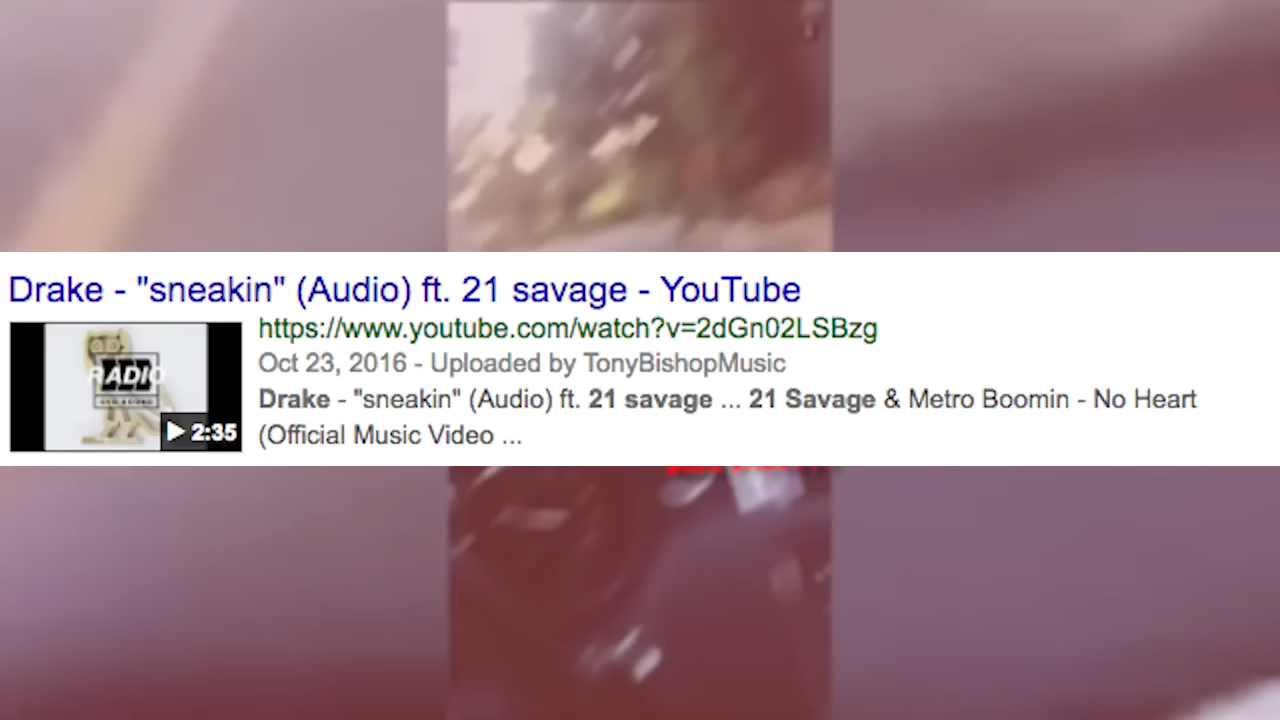 Drake - "sneakin" (Audio) ft. 21 savage - YouTube
https://www.youtube.com/watch?v=2dGn02LSBzg
Oct 23, 2016 - Uploaded by TonyBishopMusic
RADIO
Drake - "sneakin" (Audio) ft. 21 savage ... 21 Savage & Metro Boomin - No Heart
2:35
(Official Music Video ...